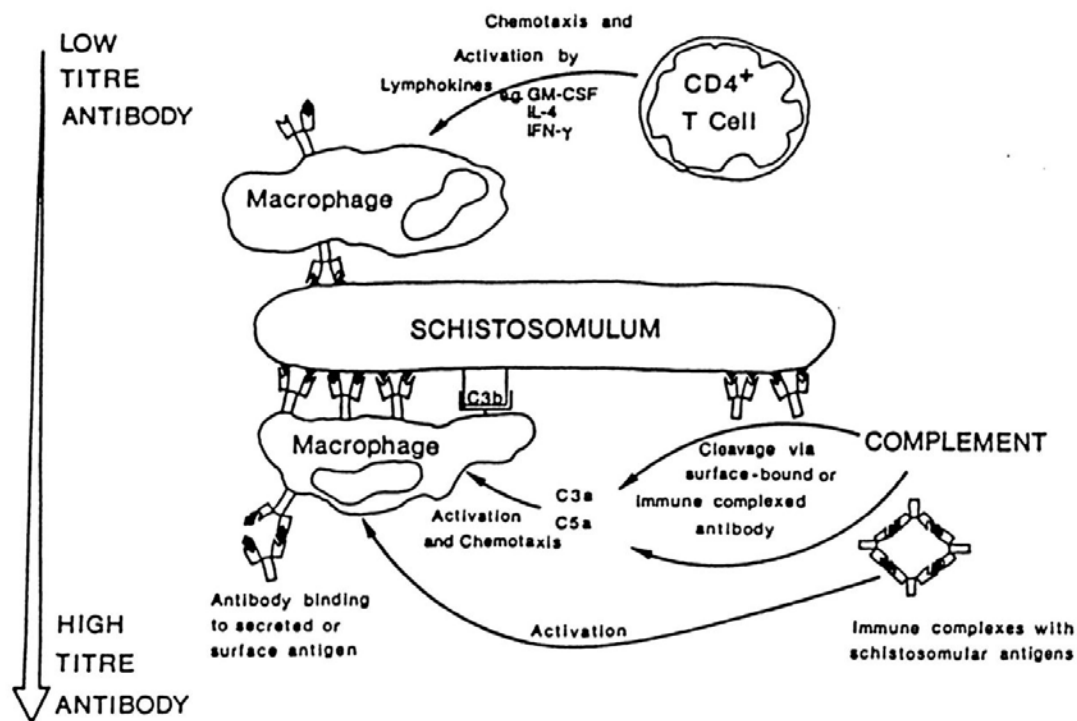 LOW
TITRE
ANTIBODY
Chemotaxis and
Activation by
Lymphokines
e.g. GM-CSF
IL-4
IFN-γ
CD4+
T Cell
Macrophage
SCHISTOSOMULUM
C3b
Macrophage
COMPLEMENT
Cleavage via
surface-bound or
Immune complexed
antibody
C3a
C5a
Activation
and Chemotaxis
Antibody binding
to secreted or
surface antigen
Activation
Immune complexes with
schistosomular antigens
HIGH
TITRE
ANTIBODY